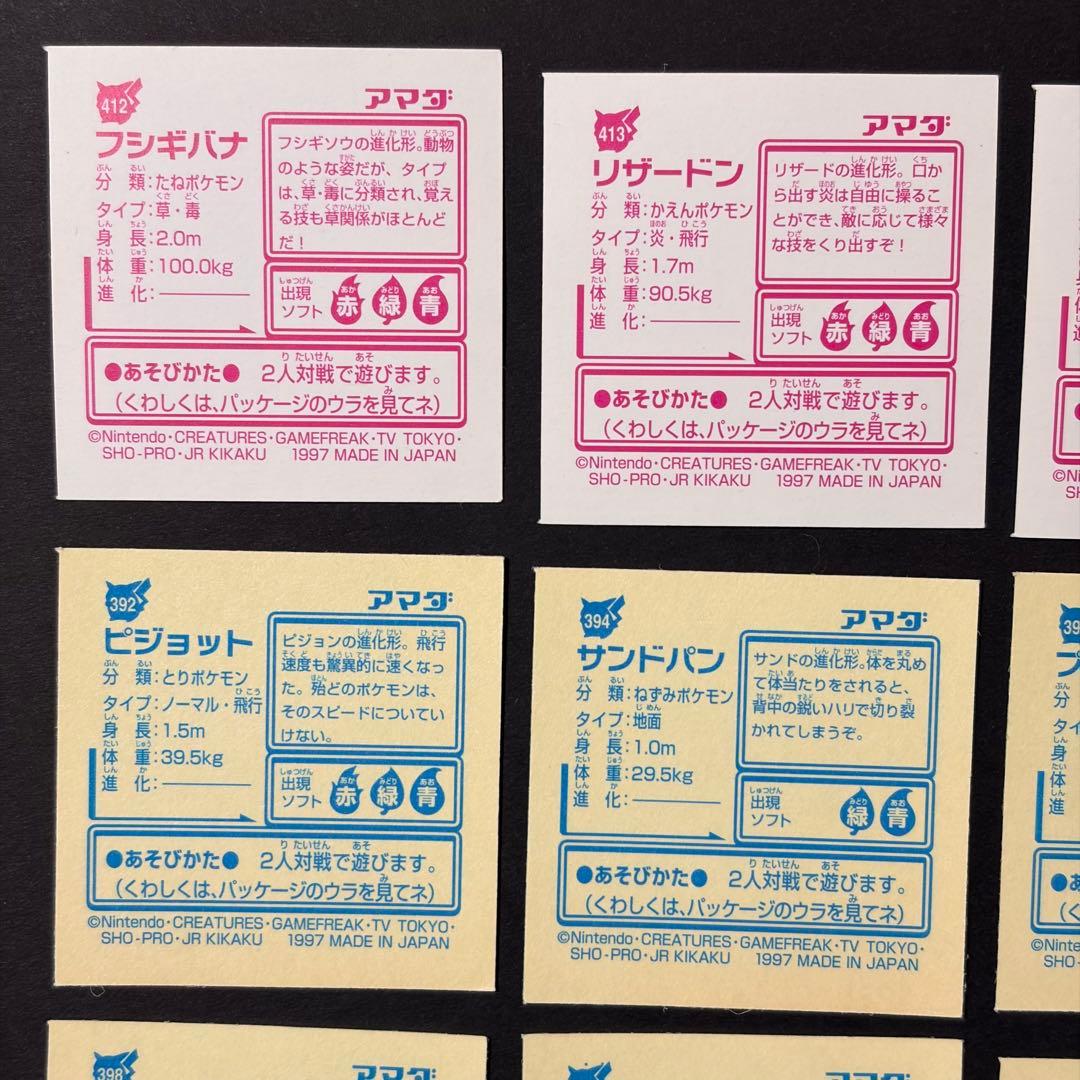 412
アマダ
フシギバナ
分類:たねポケモン
タイプ:草・毒
身長:2.0m
体重:100.0kg
進化:
フシギソウの進化形。動物
のような姿だが、タイプ
は、草・毒に分類され、覚え
る技も草関係がほとんど
だ！
出現
ソフト
赤 緑 青
●あそびかた● 2人対戦で遊びます。
(くわしくは、パッケージのウラを見てネ)
©Nintendo・CREATURES・GAMEFREAK・TV TOKYO・
SHO-PRO・JR KIKAKU 1997 MADE IN JAPAN
413
アマダ
リザードン
分類:かえんポケモン
タイプ:炎・飛行
身長:1.7m
体重:90.5kg
進化:
リザードの進化形。口か
ら出す炎は自由に操るこ
とができ、敵に応じて様々
な技をくり出すぞ！
出現
ソフト
赤 緑 青
●あそびかた● 2人対戦で遊びます。
(くわしくは、パッケージのウラを見てネ)
©Nintendo・CREATURES・GAMEFREAK・TV TOKYO・
SHO-PRO・JR KIKAKU 1997 MADE IN JAPAN
392
アマダ
ピジョット
分類:とりポケモン
タイプ:ノーマル・飛行
身長:1.5m
体重:39.5kg
進化:
ピジョンの進化形。飛行
速度も驚異的に速くなっ
た。殆どのポケモンは、
そのスピードについてい
けない。
出現
ソフト
赤 緑 青
●あそびかた● 2人対戦で遊びます。
(くわしくは、パッケージのウラを見てネ)
©Nintendo・CREATURES・GAMEFREAK・TV TOKYO・
SHO-PRO・JR KIKAKU 1997 MADE IN JAPAN
394
アマダ
サンドパン
分類:ねずみポケモン
タイプ:地面
身長:1.0m
体重:29.5kg
進化:
サンドの進化形。体を丸め
て体当たりをされると、
背中の鋭いハリで切り裂
かれてしまうぞ。
出現
ソフト
緑 青
●あそびかた● 2人対戦で遊びます。
(くわしくは、パッケージのウラを見てネ)
©Nintendo・CREATURES・GAMEFREAK・TV TOKYO・
SHO-PRO・JR KIKAKU 1997 MADE IN JAPAN
398
アマダ
アマダ